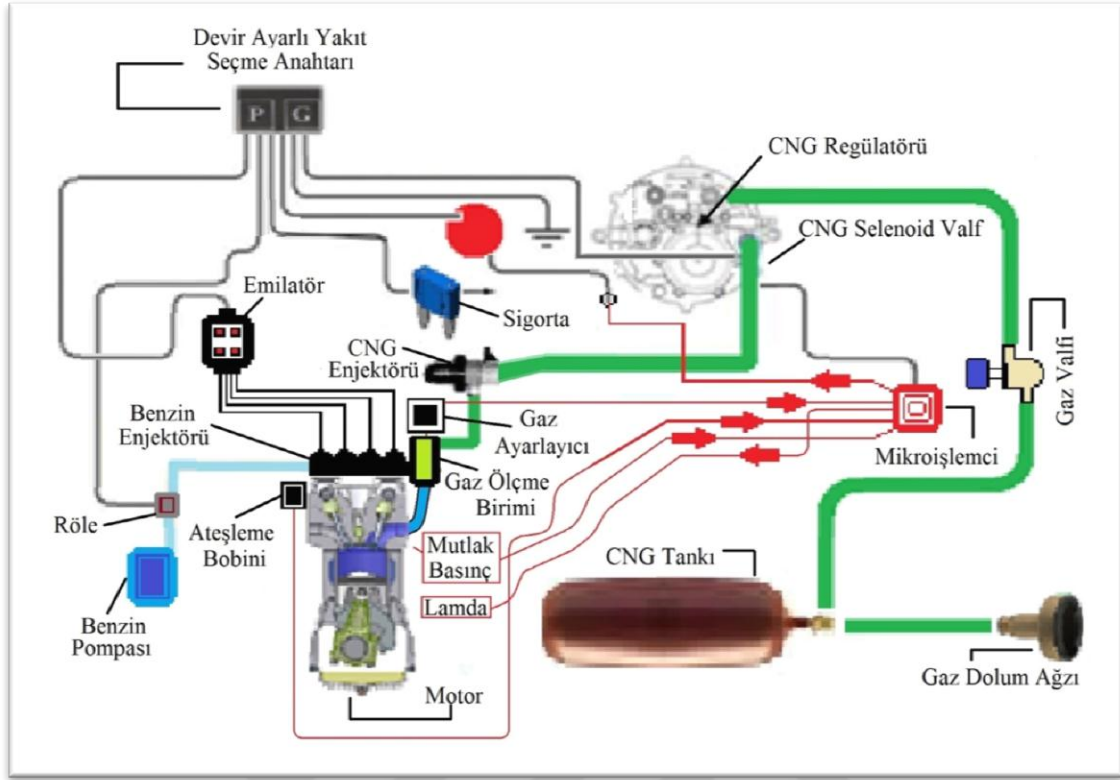 Devir Ayarlı Yakıt
Seçme Anahtarı
P G
CNG Regülatörü
CNG Selenoid Valf
Emilatör
Sigorta
CNG
Enjektörü
Gaz Valfi
Benzin
Enjektörü
Gaz
Ayarlayıcı
Mikroişlemci
Gaz Ölçme
Birimi
Röle
Ateşleme
Bobini
Mutlak
Basınç
CNG Tankı
Lamda
Benzin
Pompası
Gaz Dolum Ağzı
Motor